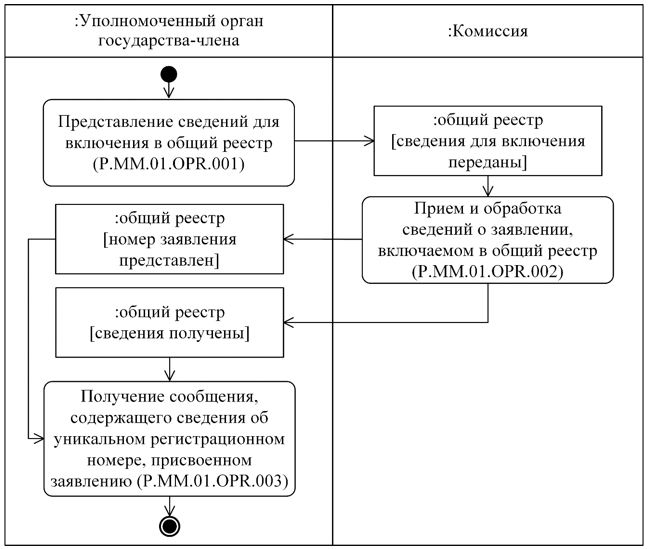 :Уполномоченный орган
государства-члена
:Комиссия
Представление сведений для
включения в общий реестр
(P.MM.01.OPR.001)
:общий реестр
[сведения для включения
переданы]
Прием и обработка
сведений о заявлении,
включаемом в общий реестр
(P.MM.01.OPR.002)
:общий реестр
[номер заявления
представлен]
:общий реестр
[сведения получены]
Получение сообщения,
содержащего сведения об
уникальном регистрационном
номере, присвоенном
заявлению (P.MM.01.OPR.003)